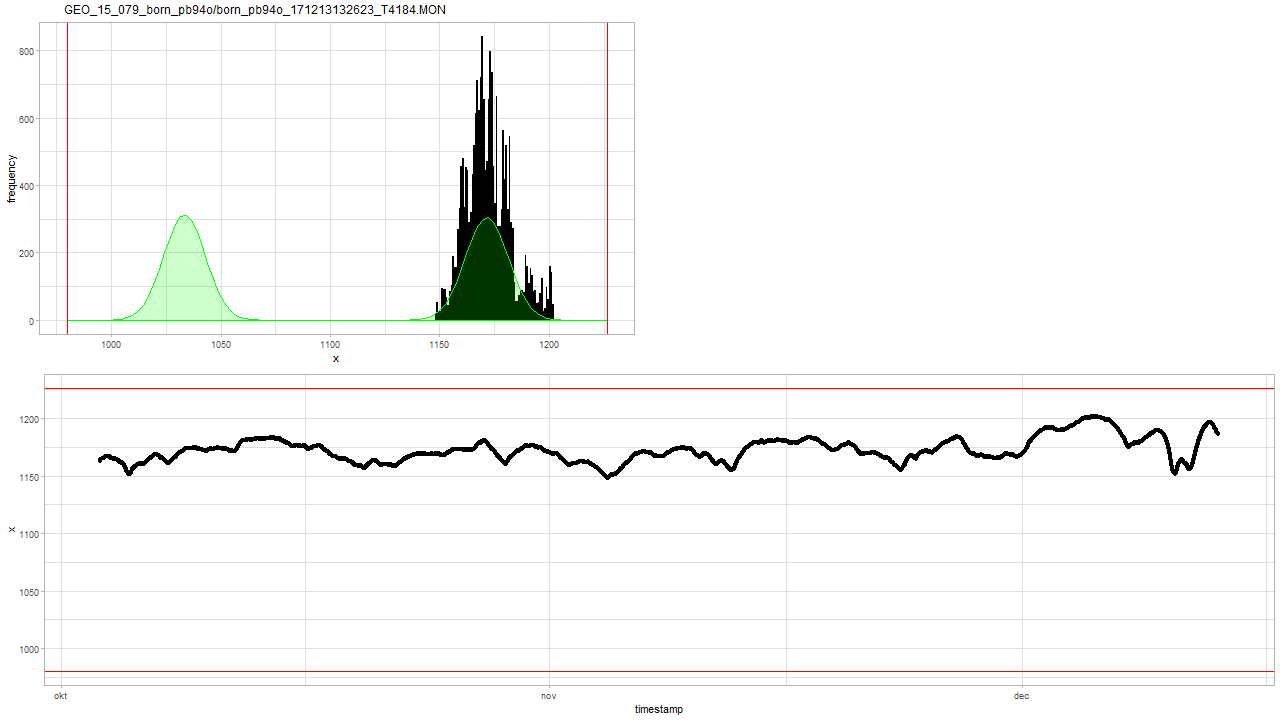 GEO_15_079_born_pb94o/born_pb94o_171213132623_T4184.MON
frequency
800
600
400
200
0
1000 1050 1100 1150 1200
x
x
1200
1150
1100
1050
1000
okt nov dec
timestamp